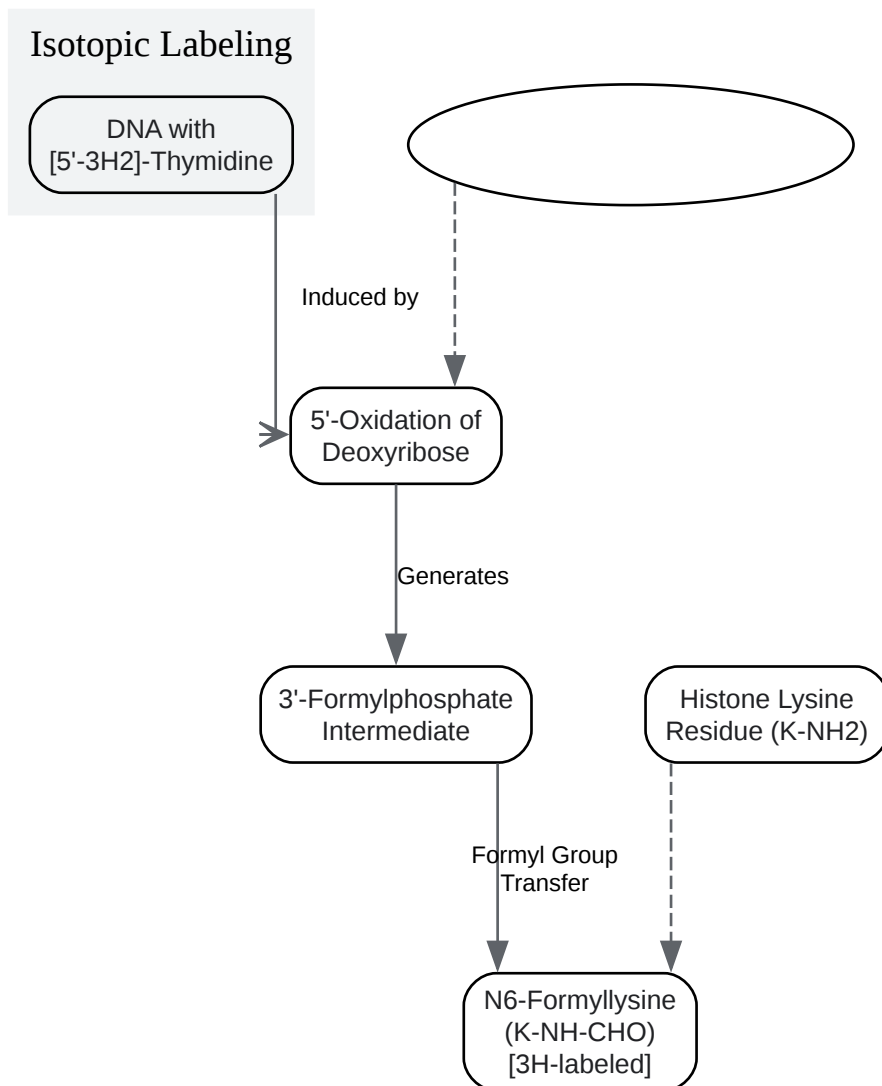 Isotopic Labeling
DNA with
[5'-3H2]-Thymidine
Induced by
5'-Oxidation of
Deoxyribose
Generates
3'-Formylphosphate
Intermediate
Histone Lysine
Residue (K-NH2)
Formyl Group
Transfer
N6-Formyllysine
(K-NH-CHO)
[3H-labeled]